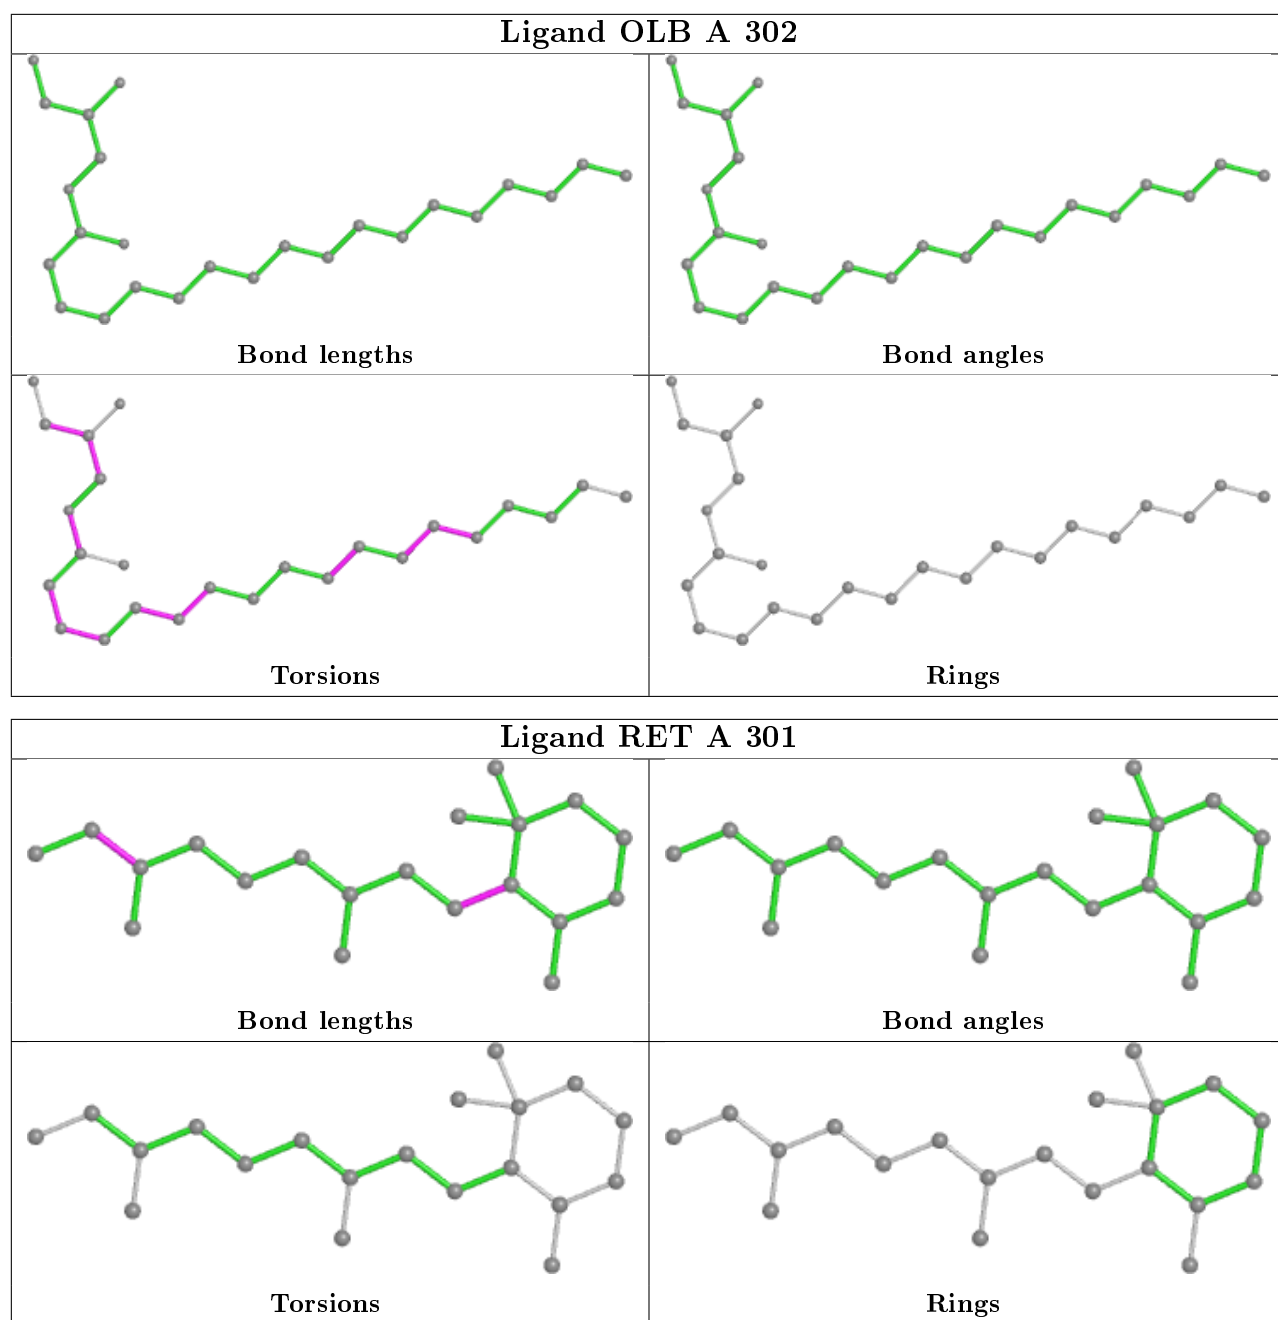 Ligand OLB A 302
Bond lengths
Bond angles
Torsions
Rings
Ligand RET A 301
Bond lengths
Bond angles
Torsions
Rings